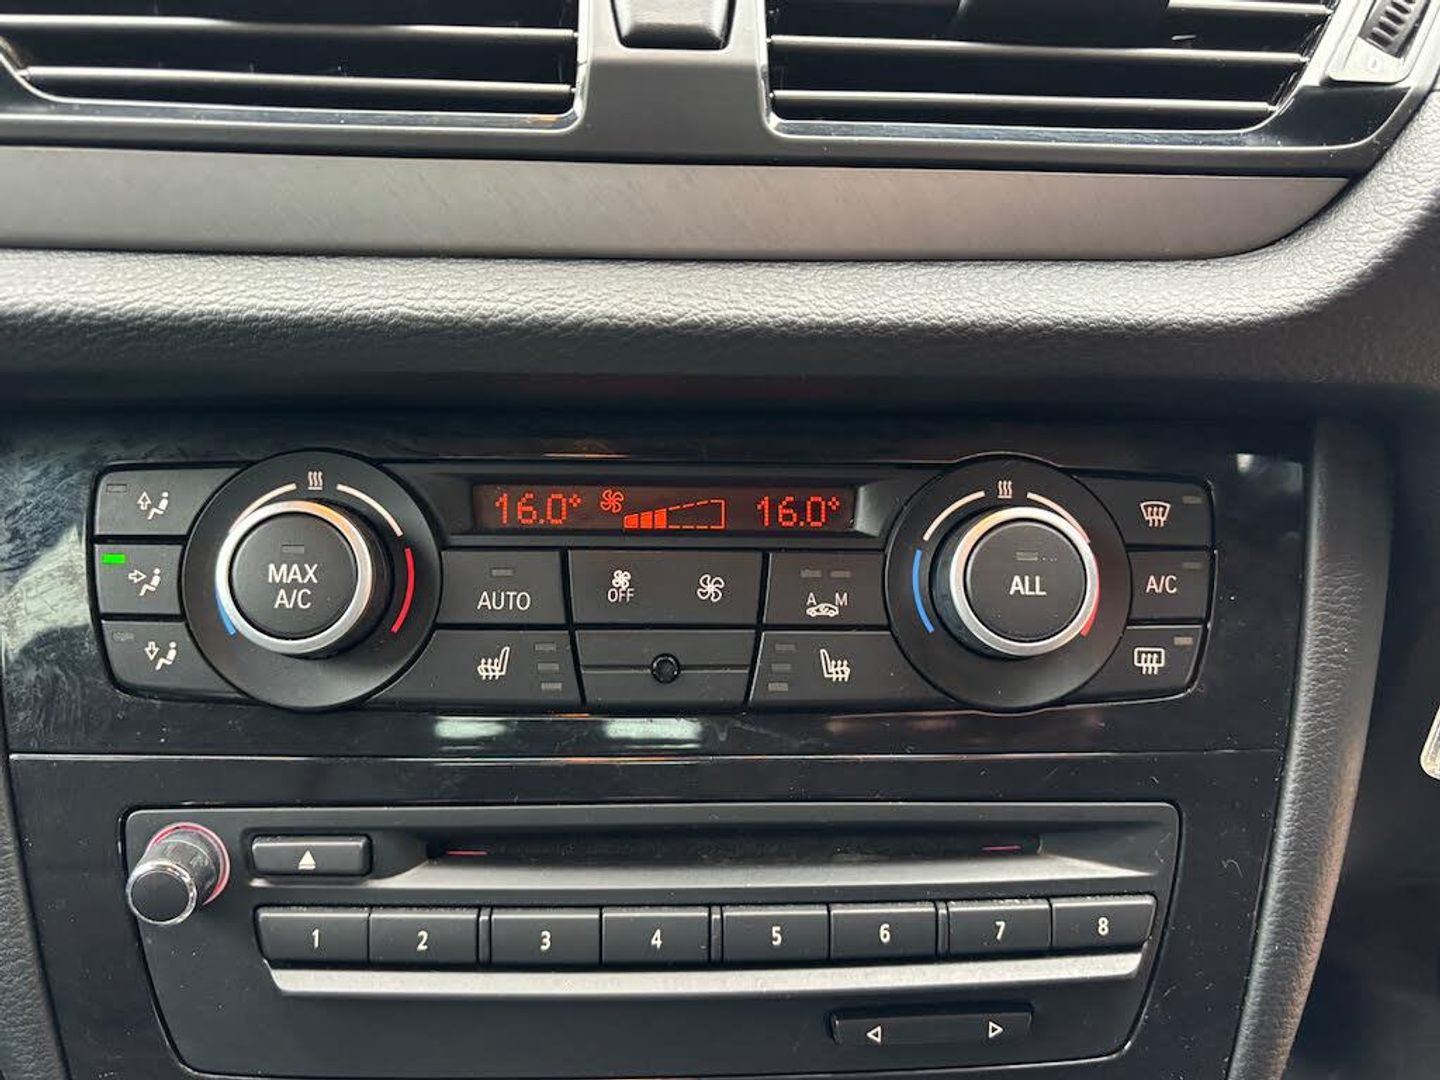 16.0° 16.0°
MAX
A/C
AUTO
OFF
A M
ALL
A/C
1 2 3 4 5 6 7 8